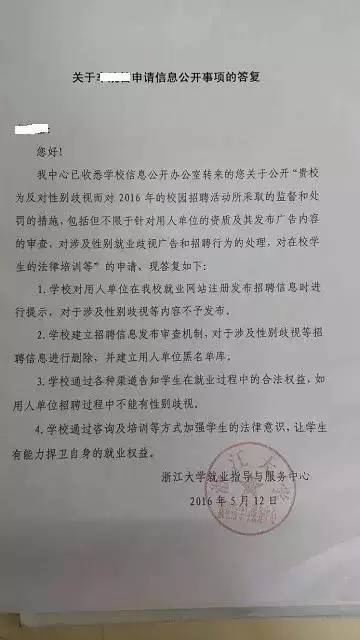 关于申请信息公开事项的答复
您好！
我中心已收悉学校信息公开办公室转来的您关于公开“贵校
为反对性别歧视而对 2016 年的校园招聘活动所采取的监督和处
罚的措施，包括但不限于针对用人单位的资质及其发布广告内容
的审查，对涉及性别就业歧视广告和招聘行为的处理，对在校学
生的法律培训等”的申请、现答复如下：
1.学校对用人单位在我校就业网站注册发布招聘信息时进
行提示，对于涉及性别歧视等内容不予发布。
2.学校建立招聘信息发布审查机制，对于涉及性别歧视等招
聘信息进行删除，并建立用人单位黑名单库。
3.学校通过各种渠道告知学生在就业过程中的合法权益，如
用人单位招聘过程中不能有性别歧视。
4.学校通过咨询及培训等方式加强学生的法律意识，让学生
有能力捍卫自身的就业权益。
浙江大学就业指导与服务中心
2016 年 5 月 12 日